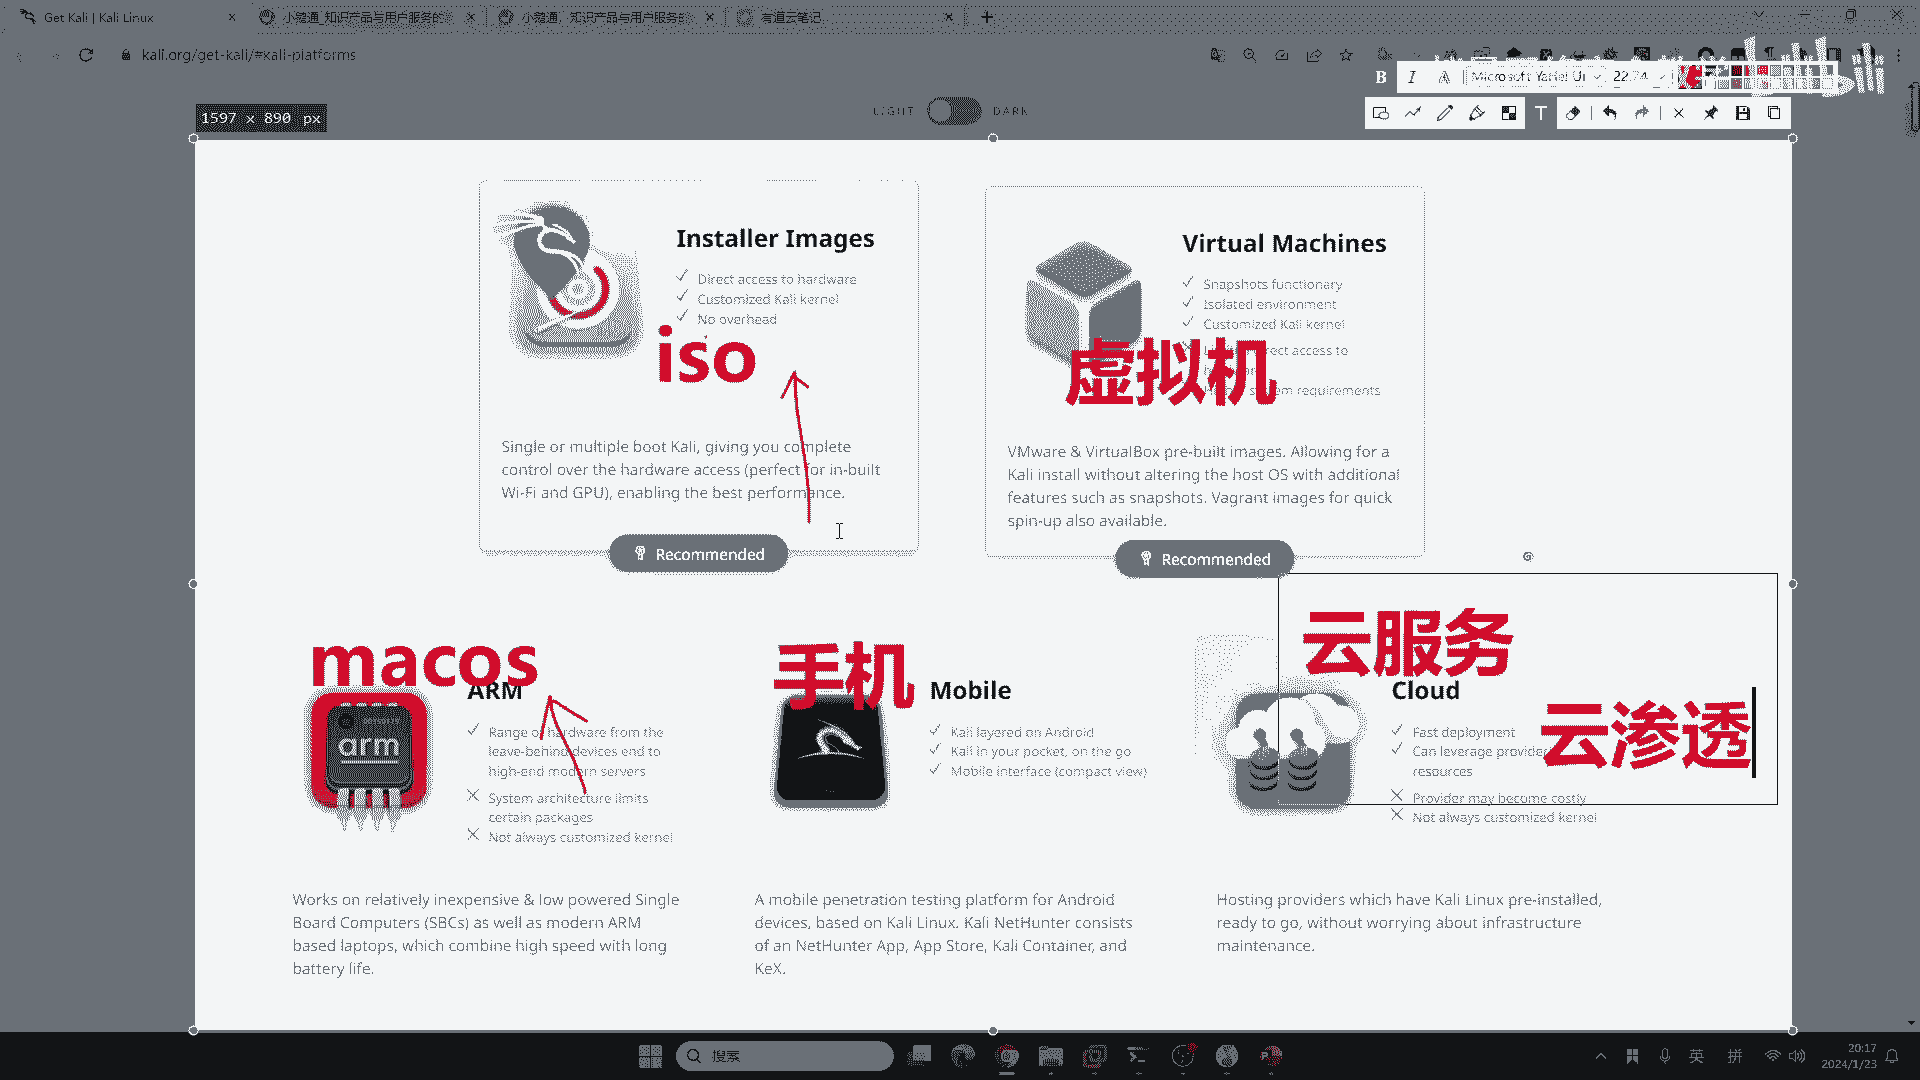 Get Kali | Kali Linux
小鹅通_知识产品与用户服务的
小鹅通，知识产品与用户服务的
有道云笔记
kali.org/get-kali/#kali-platforms
bilibili
B I A Microsoft YaHei UI 22.74
1597 x 890 px
LIGHT DARK
T
Installer Images
Direct access to hardware
Customized Kali kernel
No overhead
iso
Single or multiple boot Kali, giving you complete
control over the hardware access (perfect for in-built
Wi-Fi and GPU), enabling the best performance.
Recommended
Virtual Machines
Snapshots functionary
Isolated environment
Customized Kali kernel
direct access to
虚拟机
system requirements
VMware & VirtualBox pre-built images. Allowing for a
Kali install without altering the host OS with additional
features such as snapshots. Vagrant images for quick
spin-up also available.
Recommended
macos
ARM
arm
Range of hardware from the
leave-behind devices end to
high-end modern servers
System architecture limits
certain packages
Not always customized kernel
Works on relatively inexpensive & low powered Single
Board Computers (SBCs) as well as modern ARM
based laptops, which combine high speed with long
battery life.
手机
Mobile
Kali layered on Android
Kali in your pocket, on the go
Mobile interface (compact view)
A mobile penetration testing platform for Android
devices, based on Kali Linux. Kali NetHunter consists
of an NetHunter App, App Store, Kali Container, and
KeX.
云服务
Cloud
云渗透
Fast deployment
Can leverage provider
resources
Provider may become costly
Not always customized kernel
Hosting providers which have Kali Linux pre-installed,
ready to go, without worrying about infrastructure
maintenance.
搜索
英
拼
20:17
2024/1/23